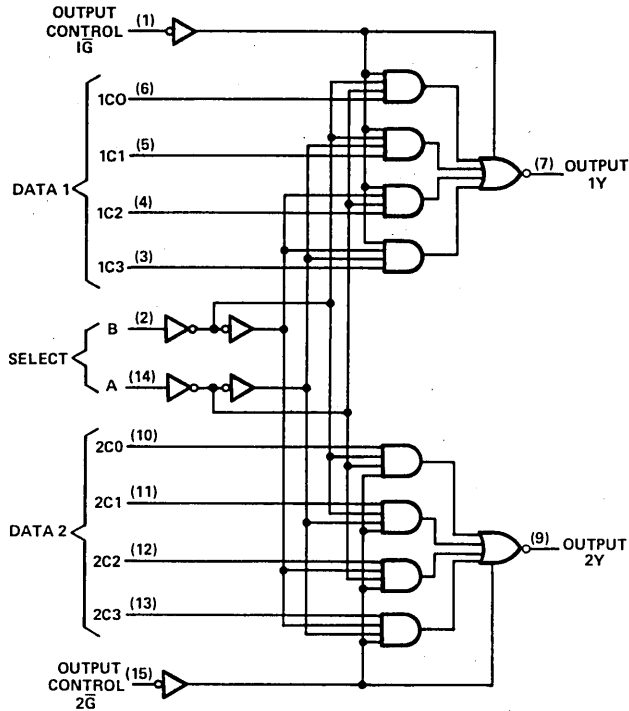 OUTPUT
CONTROL
1G̅
(1)
DATA 1
1C0 (6)
1C1 (5)
1C2 (4)
1C3 (3)
(7) OUTPUT
1Y
SELECT
B (2)
A (14)
DATA 2
2C0 (10)
2C1 (11)
2C2 (12)
2C3 (13)
(9) OUTPUT
2Y
OUTPUT
CONTROL
2G̅
(15)